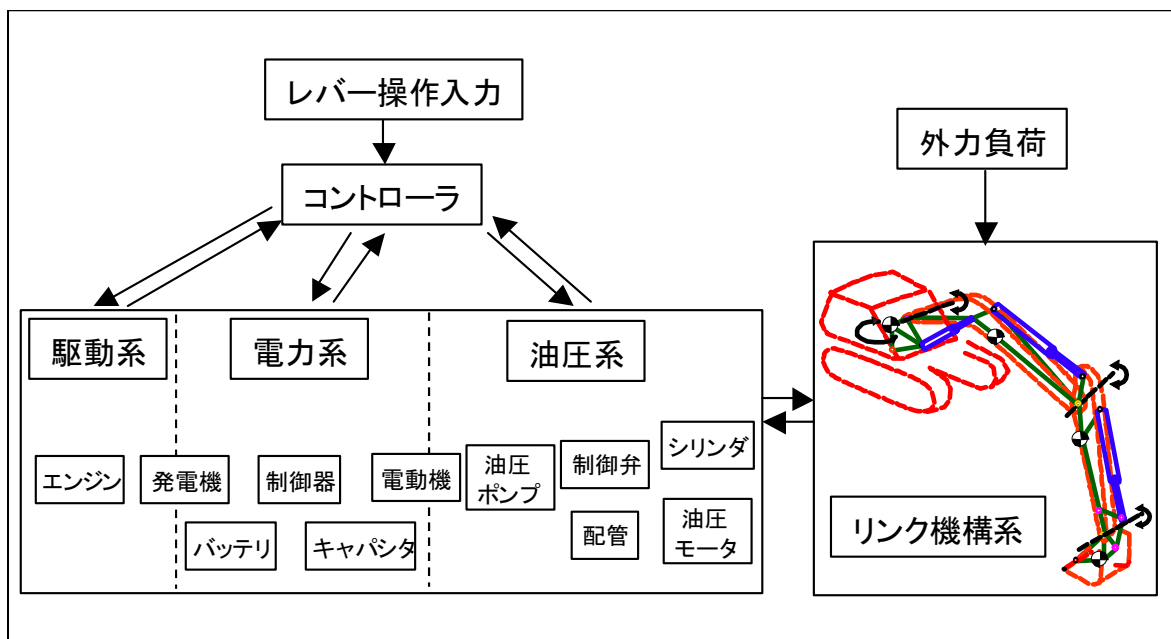 レバー操作入力
外力負荷
コントローラ
駆動系
電力系
油圧系
エンジン
発電機
制御器
電動機
油圧
ポンプ
制御弁
シリンダ
バッテリ
キャパシタ
配管
油圧
モータ
リンク機構系